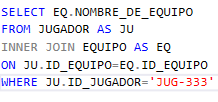 SELECT EQ.NOMBRE_DE_EQUIPO
FROM JUGADOR AS JU
INNER JOIN EQUIPO AS EQ
ON JU.ID_EQUIPO=EQ.ID_EQUIPO
WHERE JU.ID_JUGADOR='JUG-333'